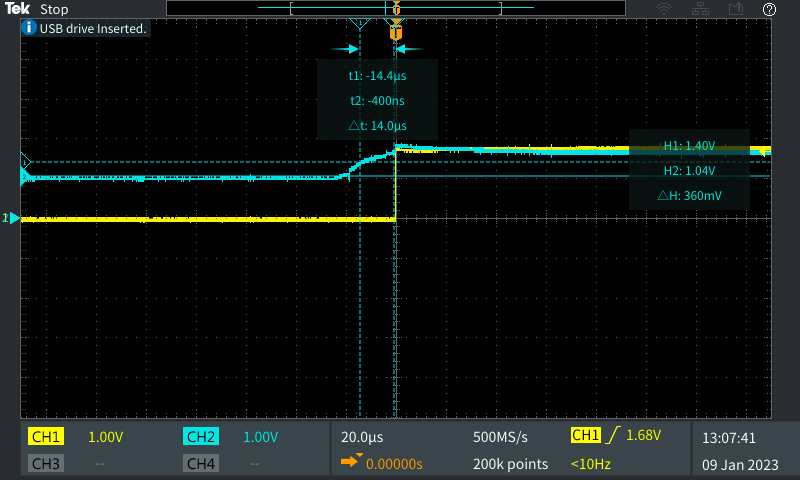 Tek Stop
T
i USB drive Inserted.
T
t1: -14.4µs
t2: -400ns
△t: 14.0µs
H1: 1.40V
H2: 1.04V
△H: 360mV
CH1 1.00V CH2 1.00V 20.0µs 500MS/s CH1 1.68V 13:07:41
CH3 -- CH4 -- 0.00000s 200k points <10Hz 09 Jan 2023